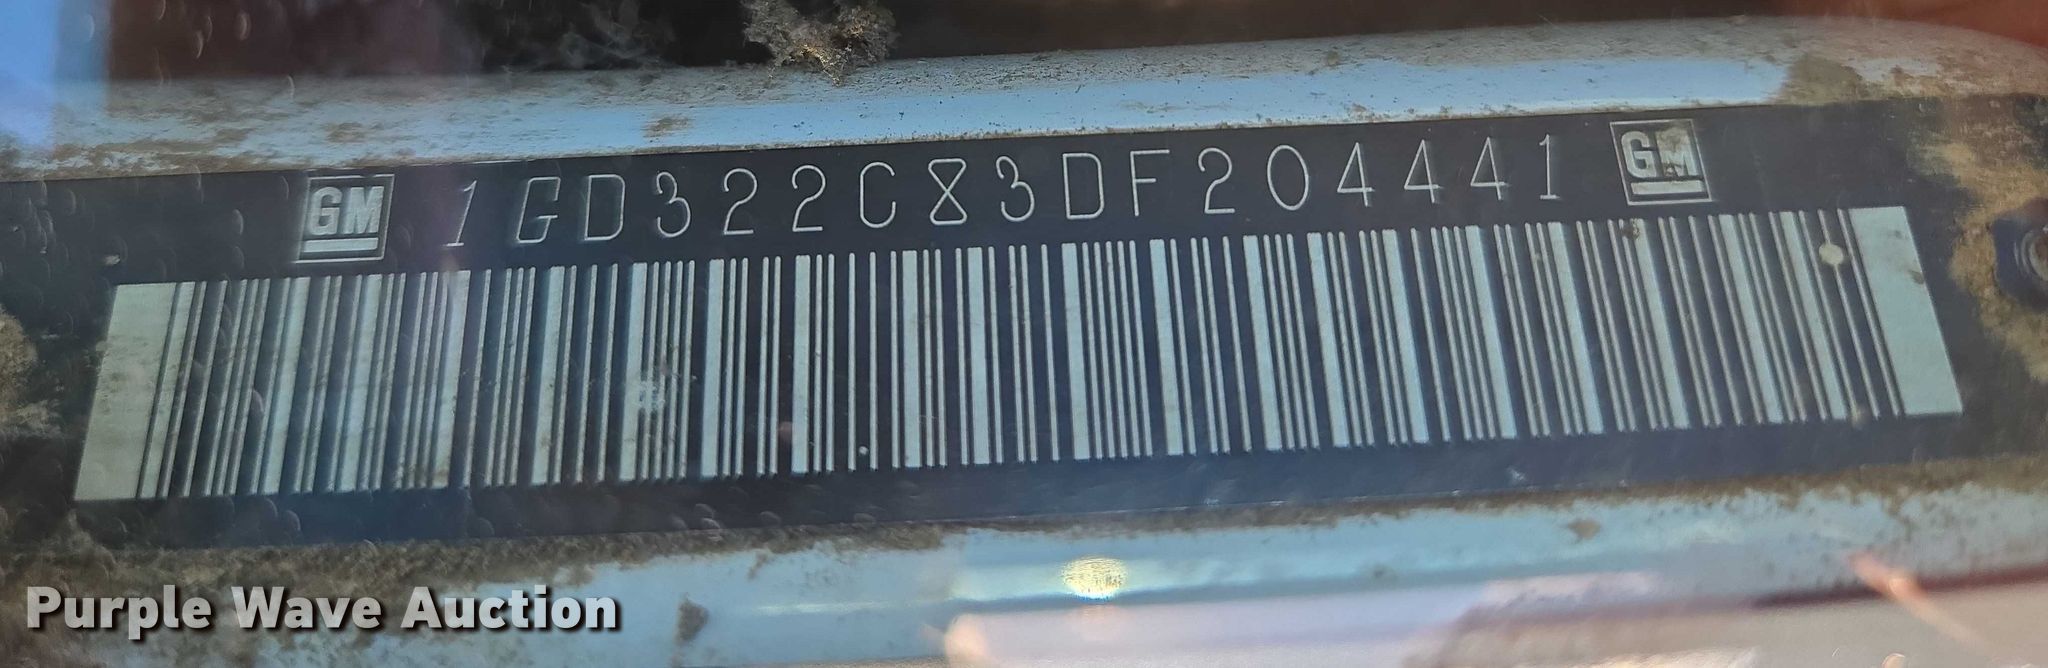 GM 1GD322C83DF204441 GM
Purple Wave Auction